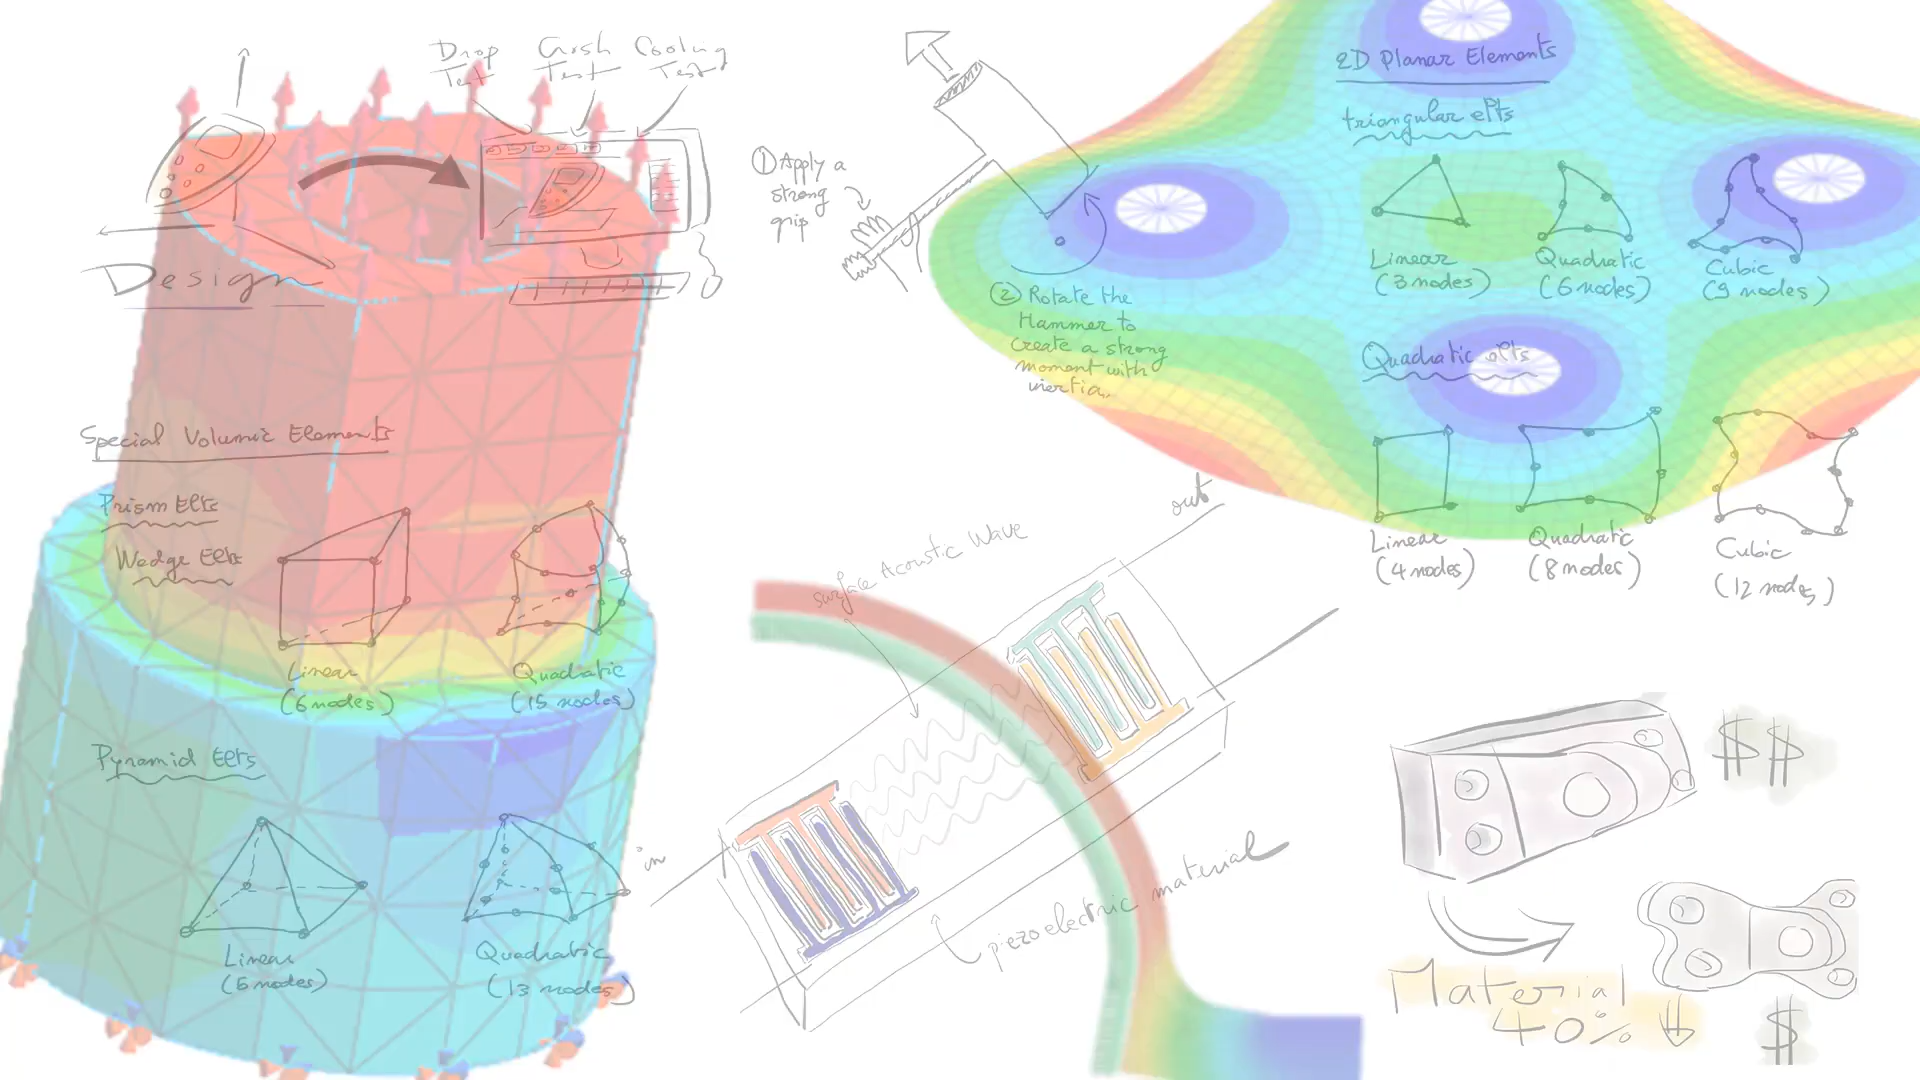 Drop Test
Crash Test
Cooling Test
Design
Special Volumic Elements
Prism Elts
Wedge Elts
Linear
(6 nodes)
Quadratic
(15 nodes)
Pyramid Elts
Linear
(5 nodes)
Quadratic
(13 nodes)
① Apply a
strong
grip
② Rotate the
Hammer to
create a strong
moment with
inertia.
2D Planar Elements
triangular elts
Linear
(3 nodes)
Quadratic
(6 nodes)
Cubic
(9 nodes)
Quadratic elts
Linear
(4 nodes)
Quadratic
(8 nodes)
Cubic
(12 nodes)
out
Surface Acoustic Wave
in
piezoelectric material
$$
Material
40%
$